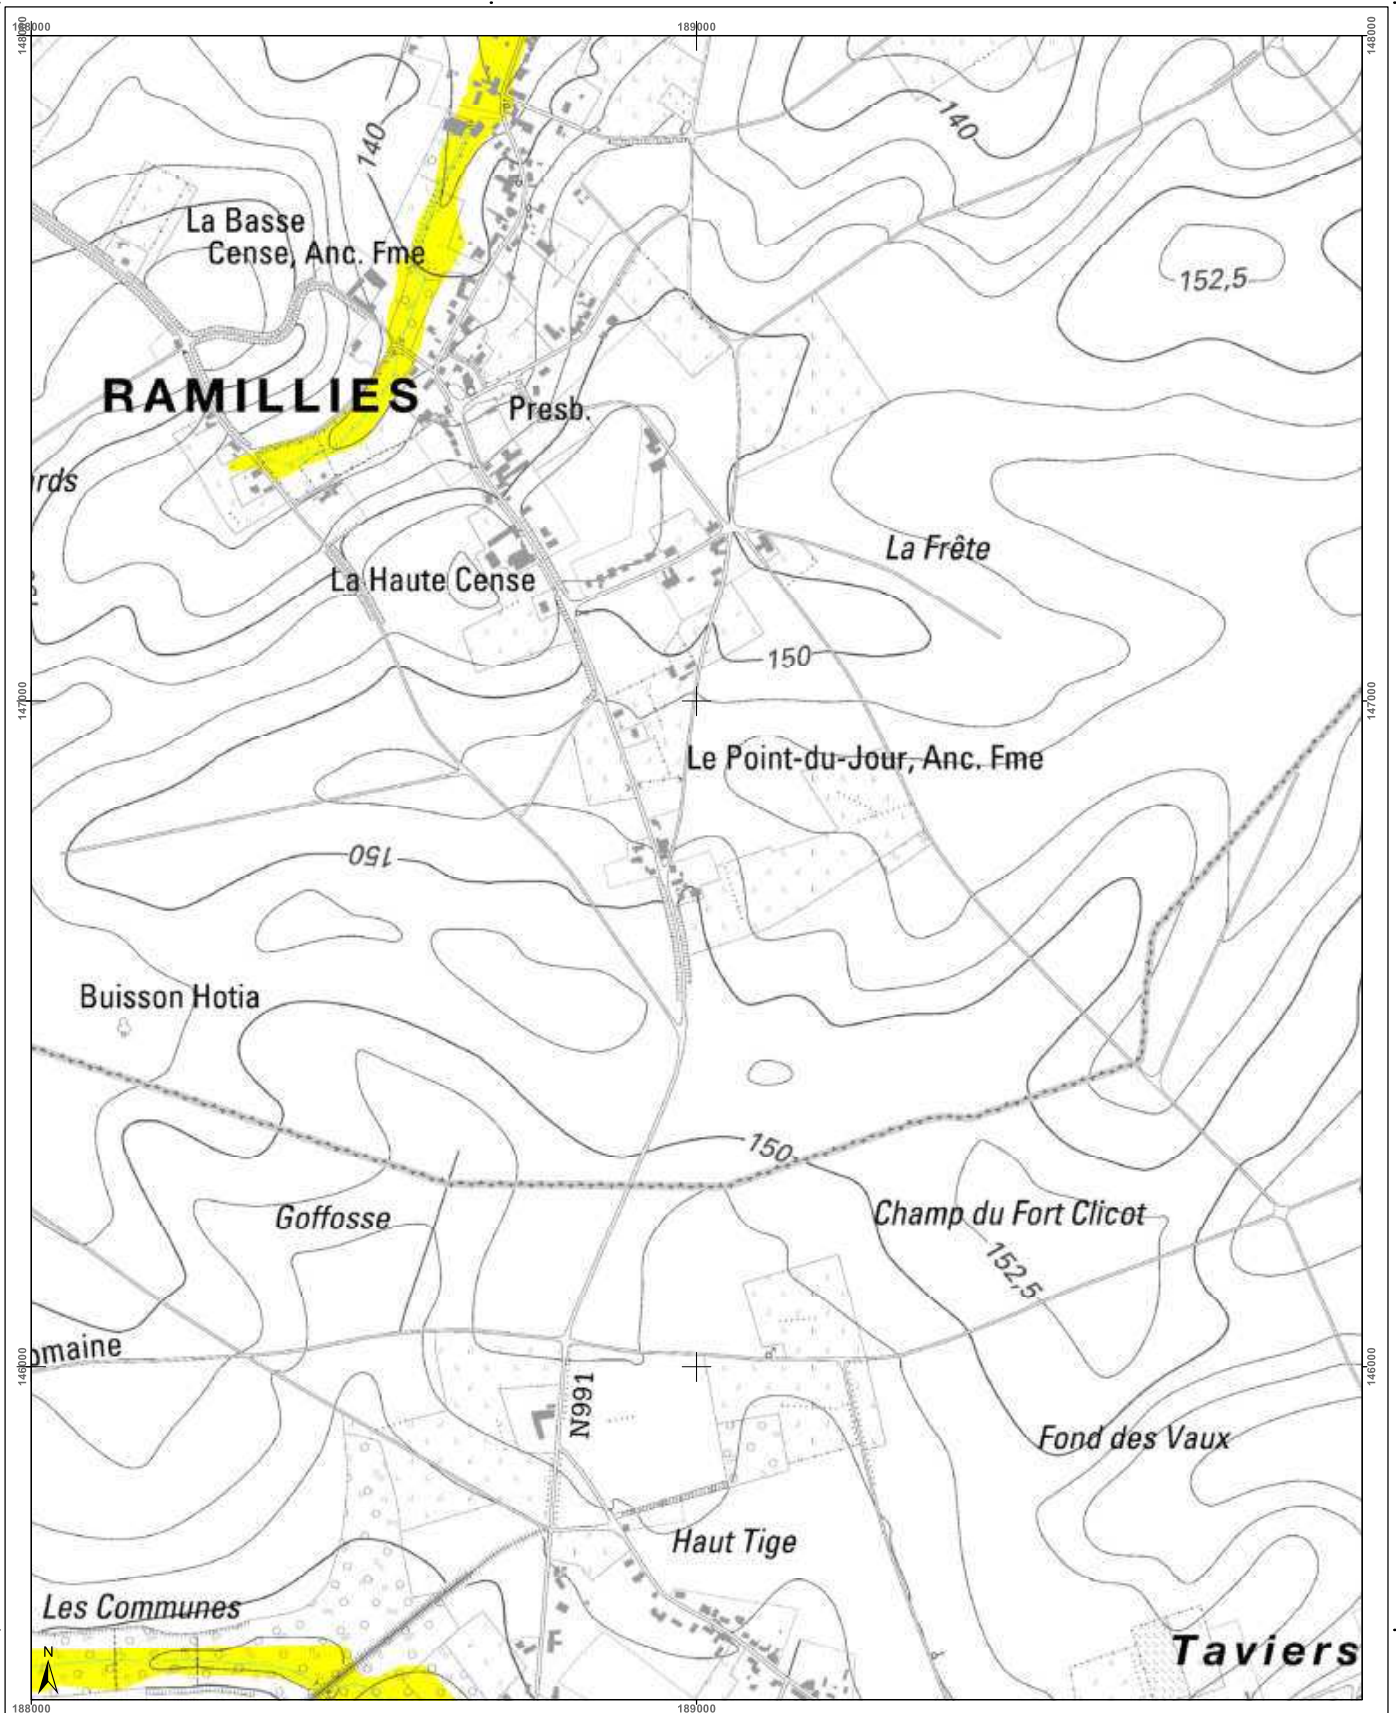 188000
189000
148000
148000
140
140
La Basse
Cense, Anc. Fme
152,5
RAMILLIES
Presb.
rds
La Frête
La Haute Cense
150
147000
147000
Le Point-du-Jour, Anc. Fme
150
Buisson Hotia
150
Goffosse
Champ du Fort Clicot
152,5
omaine
146000
146000
N991
Fond des Vaux
Haut Tige
Les Communes
N
Taviers
188000
189000